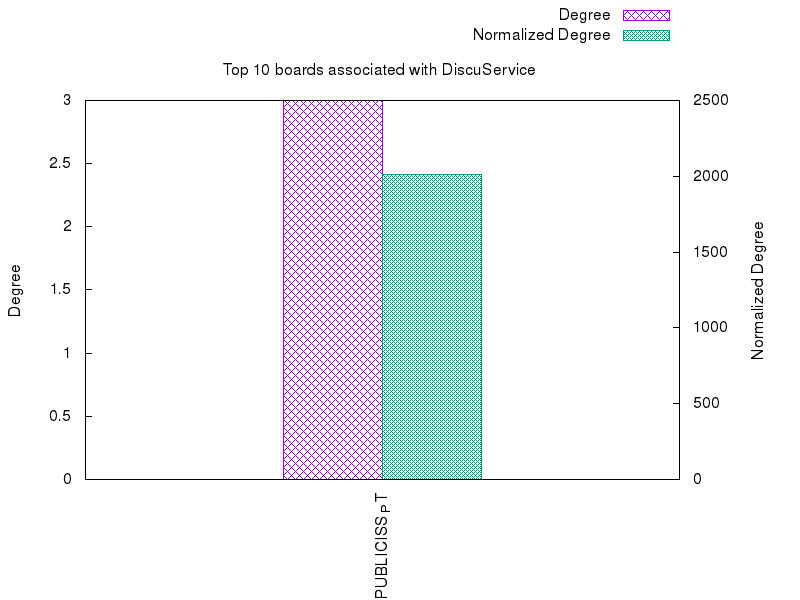 Degree
Normalized Degree
Top 10 boards associated with DiscuService
3
2.5
2
1.5
1
0.5
0
2500
2000
1500
1000
500
0
Degree
Normalized Degree
PUBLICISSPT